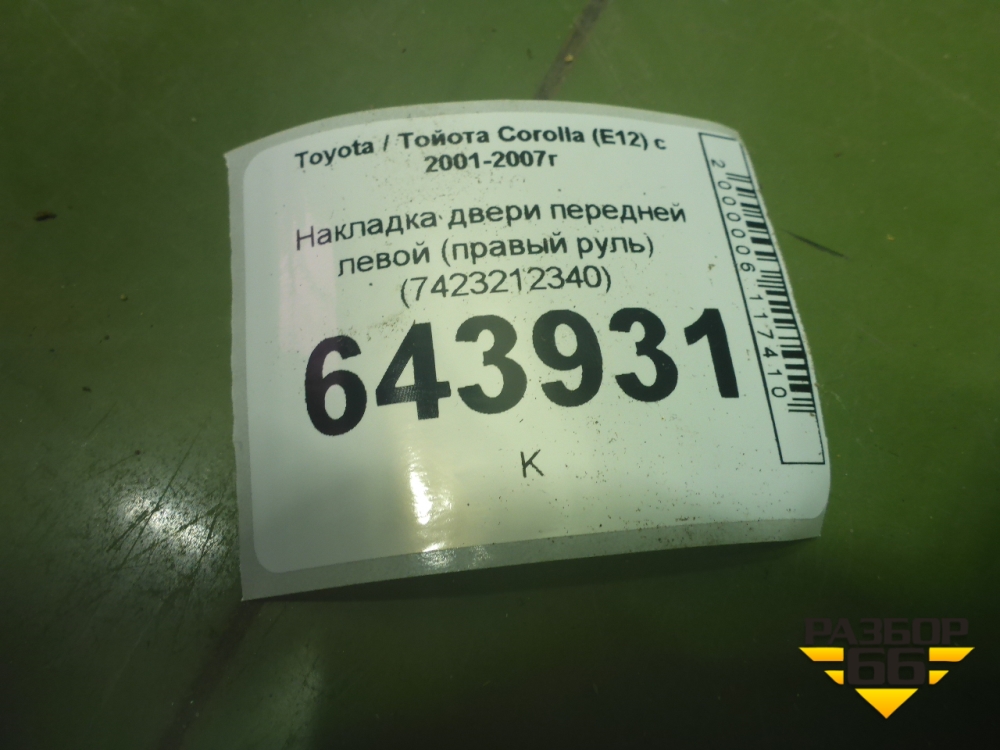 Toyota / Тойота Corolla (E12) с
2001-2007г
Накладка двери передней
левой (правый руль)
(7423212340)
643931
К
2000006117410
РАЗБОР
66